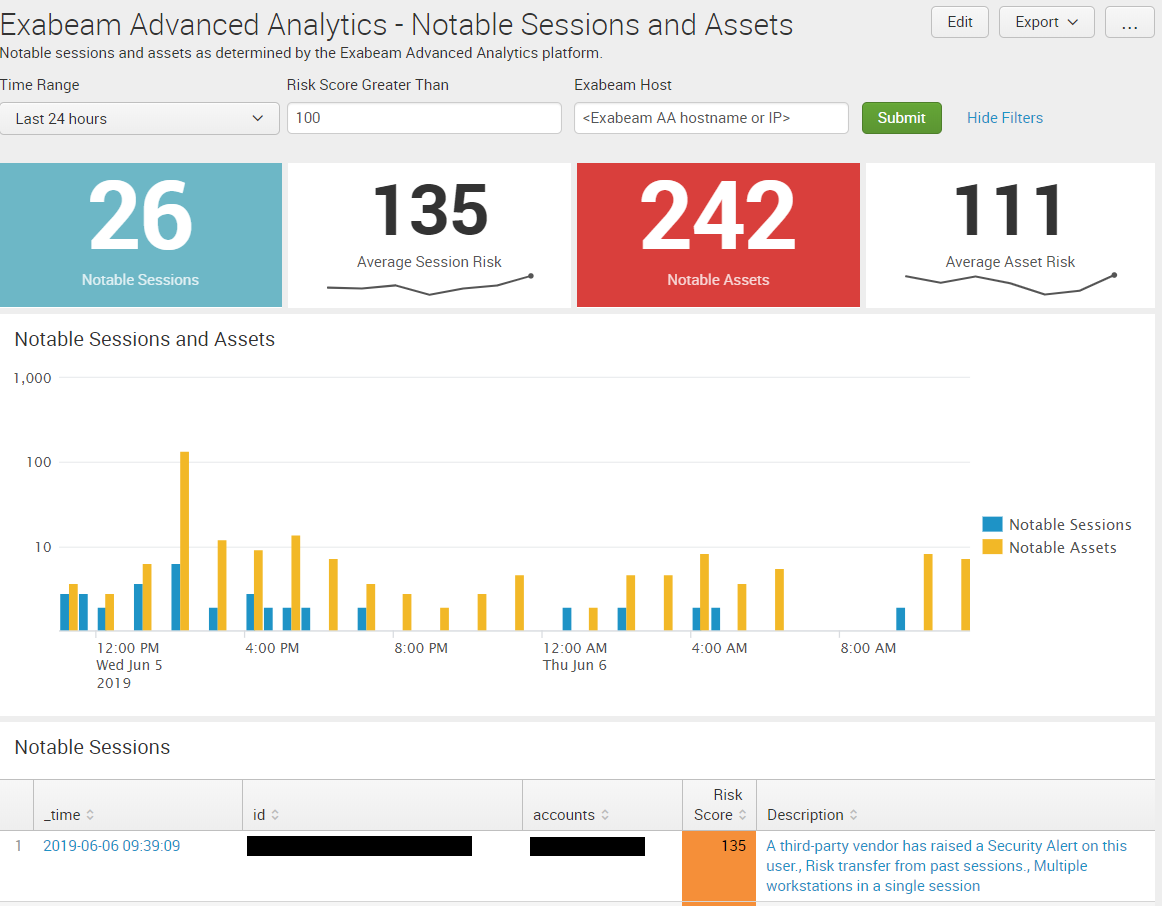 Exabeam Advanced Analytics - Notable Sessions and Assets
Edit
Export
...
Notable sessions and assets as determined by the Exabeam Advanced Analytics platform.
Time Range
Risk Score Greater Than
Exabeam Host
Last 24 hours
100
<Exabeam AA hostname or IP>
Submit
Hide Filters
26
Notable Sessions
135
Average Session Risk
242
Notable Assets
111
Average Asset Risk
Notable Sessions and Assets
1,000
100
10
Notable Sessions
Notable Assets
12:00 PM
Wed Jun 5
2019
4:00 PM
8:00 PM
12:00 AM
Thu Jun 6
4:00 AM
8:00 AM
Notable Sessions
_time
id
accounts
Risk
Score
Description
1
2019-06-06 09:39:09
135
A third-party vendor has raised a Security Alert on this
user., Risk transfer from past sessions., Multiple
workstations in a single session